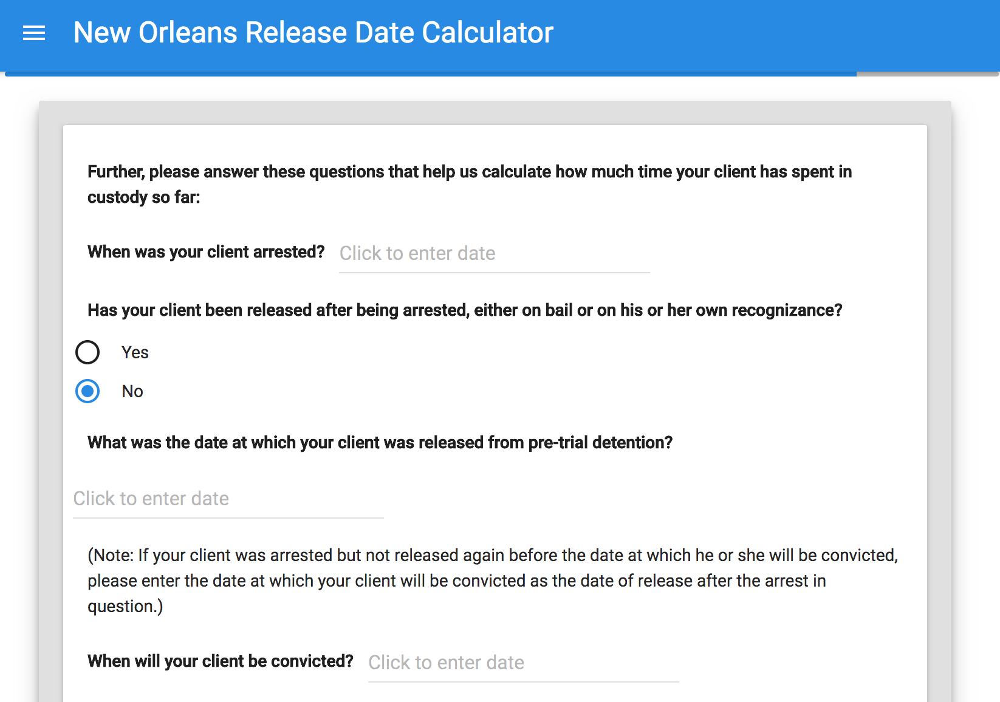 New Orleans Release Date Calculator
Further, please answer these questions that help us calculate how much time your client has spent in
custody so far:
When was your client arrested? Click to enter date
Has your client been released after being arrested, either on bail or on his or her own recognizance?
Yes
No
What was the date at which your client was released from pre-trial detention?
Click to enter date
(Note: If your client was arrested but not released again before the date at which he or she will be convicted,
please enter the date at which your client will be convicted as the date of release after the arrest in
question.)
When will your client be convicted? Click to enter date